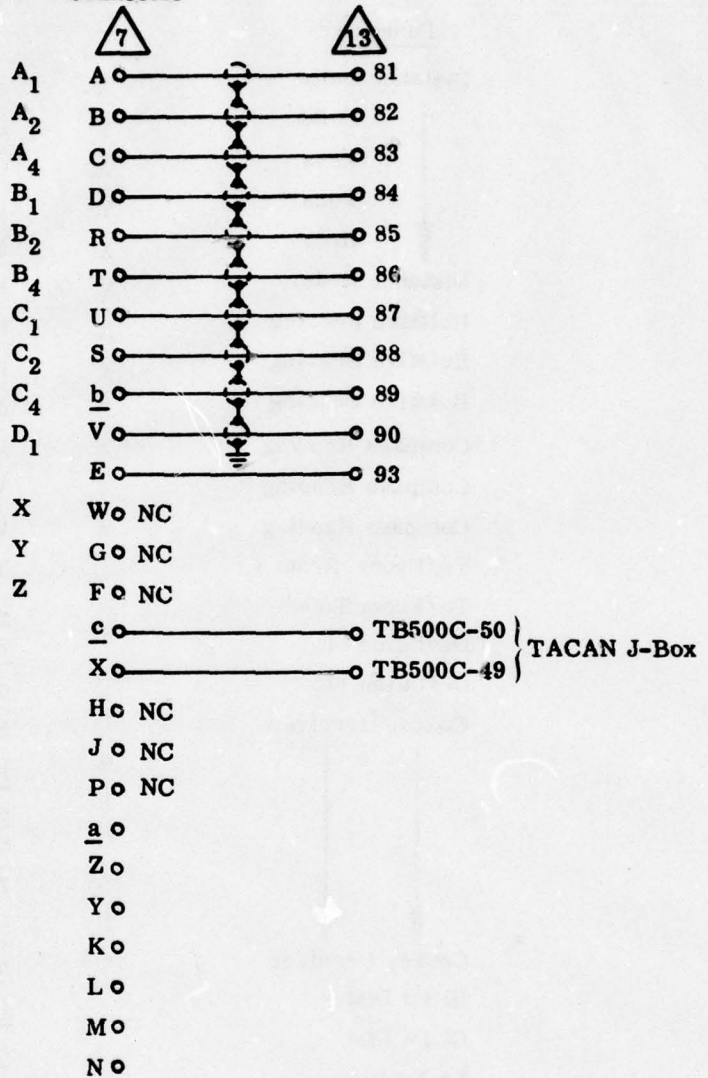 7 13
A1 A 81
A2 B 82
A4 C 83
B1 D 84
B2 R 85
B4 T 86
C1 U 87
C2 S 88
C4 b 89
D1 V 90
E 93
X W NC
Y G NC
Z F NC
c TB500C-50
X TB500C-49
TACAN J-Box
H NC
J NC
P NC
a
Z
Y
K
L
M
N